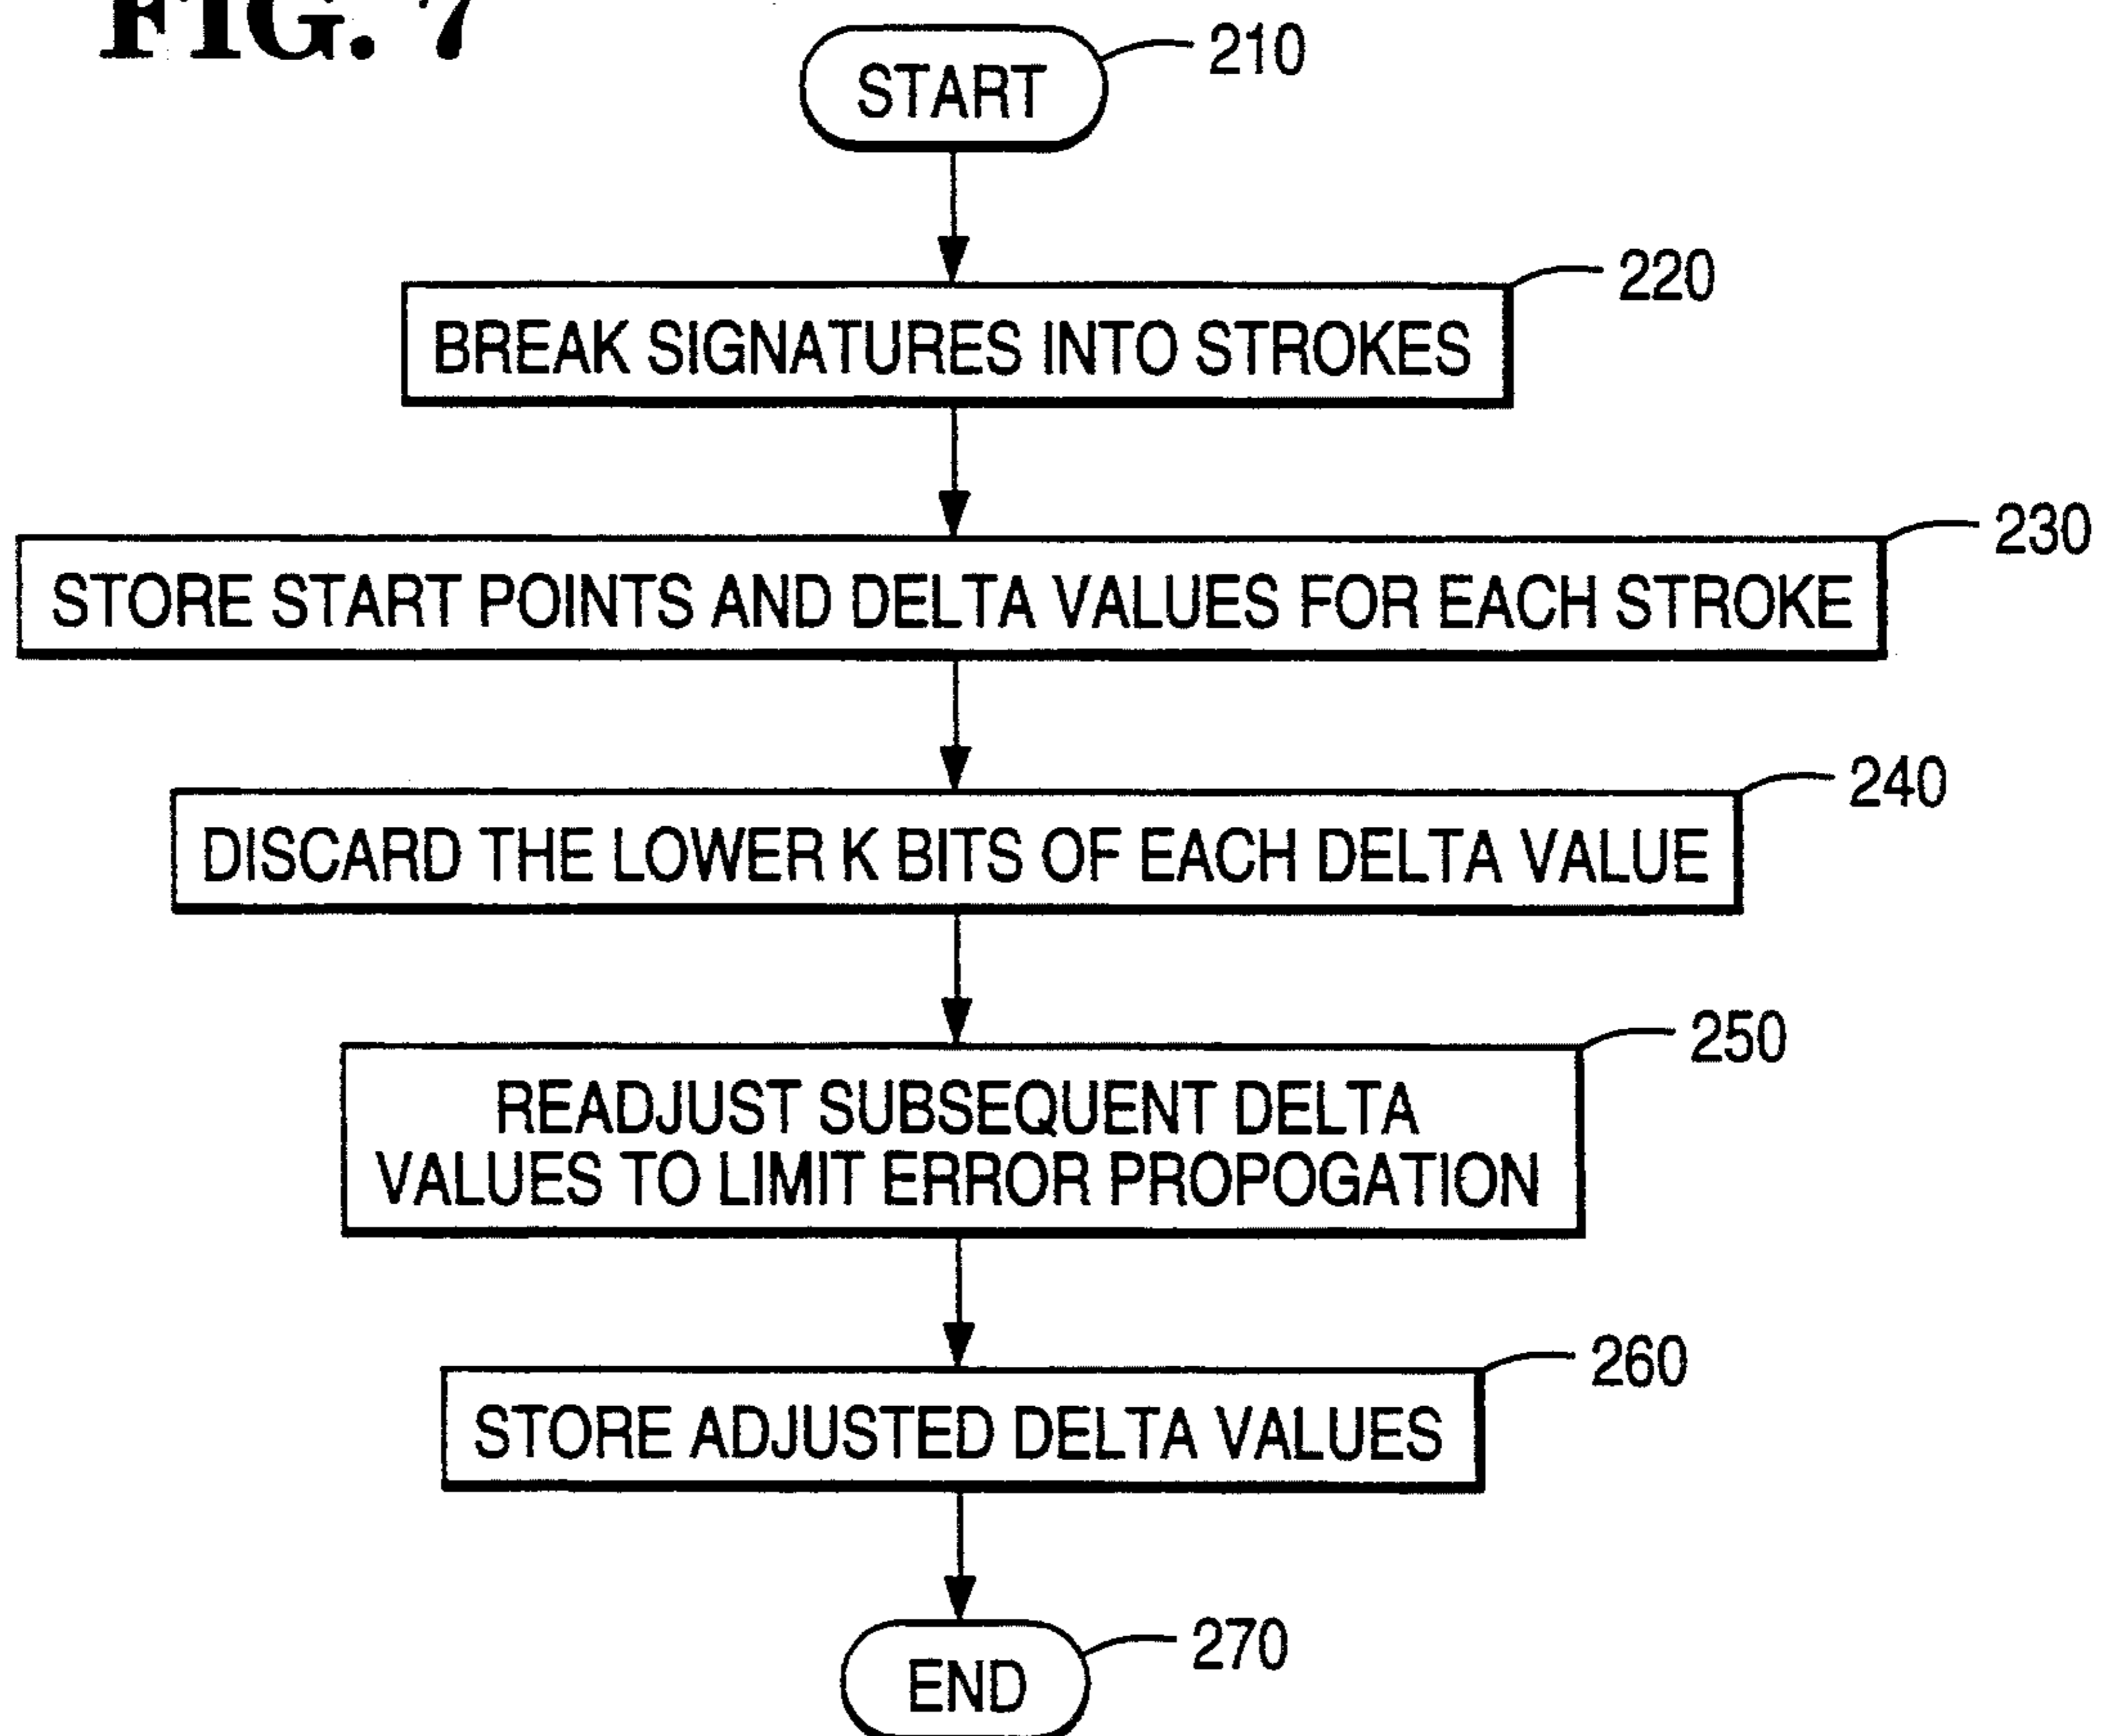 FIG. 7
START
210
BREAK SIGNATURES INTO STROKES
220
STORE START POINTS AND DELTA VALUES FOR EACH STROKE
230
DISCARD THE LOWER K BITS OF EACH DELTA VALUE
240
READJUST SUBSEQUENT DELTA
VALUES TO LIMIT ERROR PROPOGATION
250
STORE ADJUSTED DELTA VALUES
260
END
270